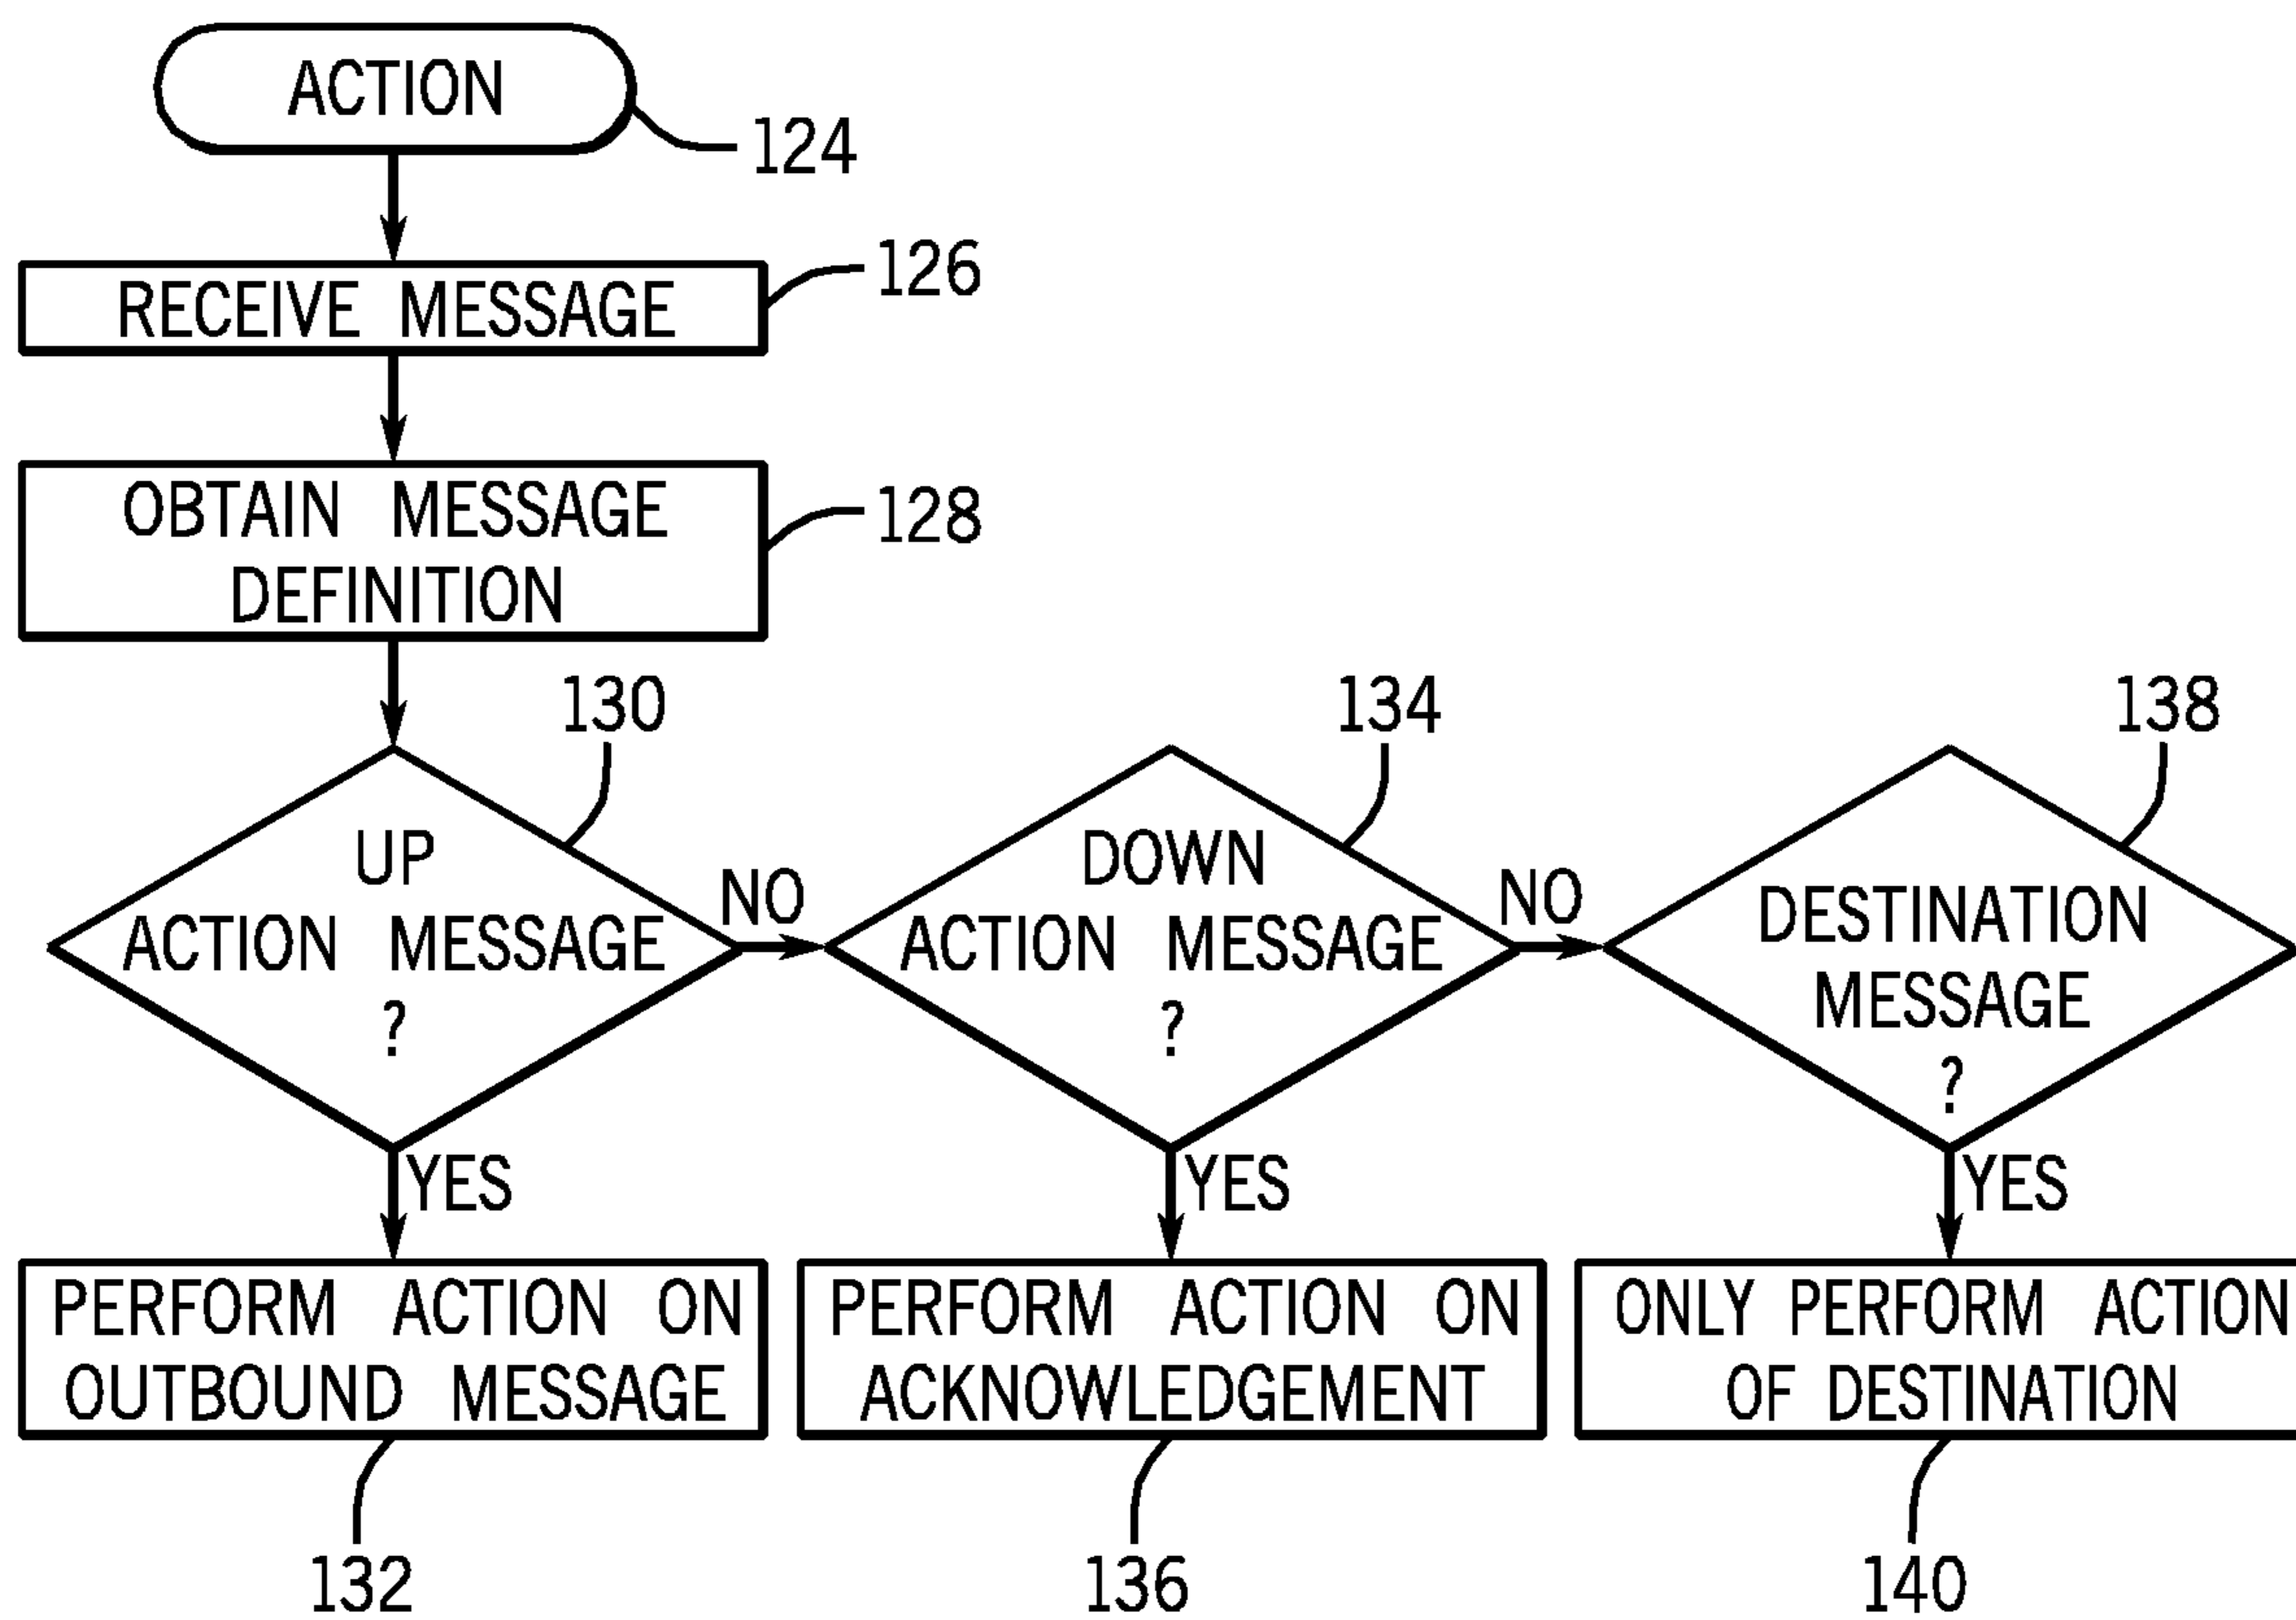 ACTION
124
RECEIVE MESSAGE
126
OBTAIN MESSAGE
DEFINITION
128
130
UP
ACTION MESSAGE
?
NO
YES
134
DOWN
ACTION MESSAGE
?
NO
YES
138
DESTINATION
MESSAGE
?
YES
PERFORM ACTION ON
OUTBOUND MESSAGE
132
PERFORM ACTION ON
ACKNOWLEDGEMENT
136
ONLY PERFORM ACTION
OF DESTINATION
140